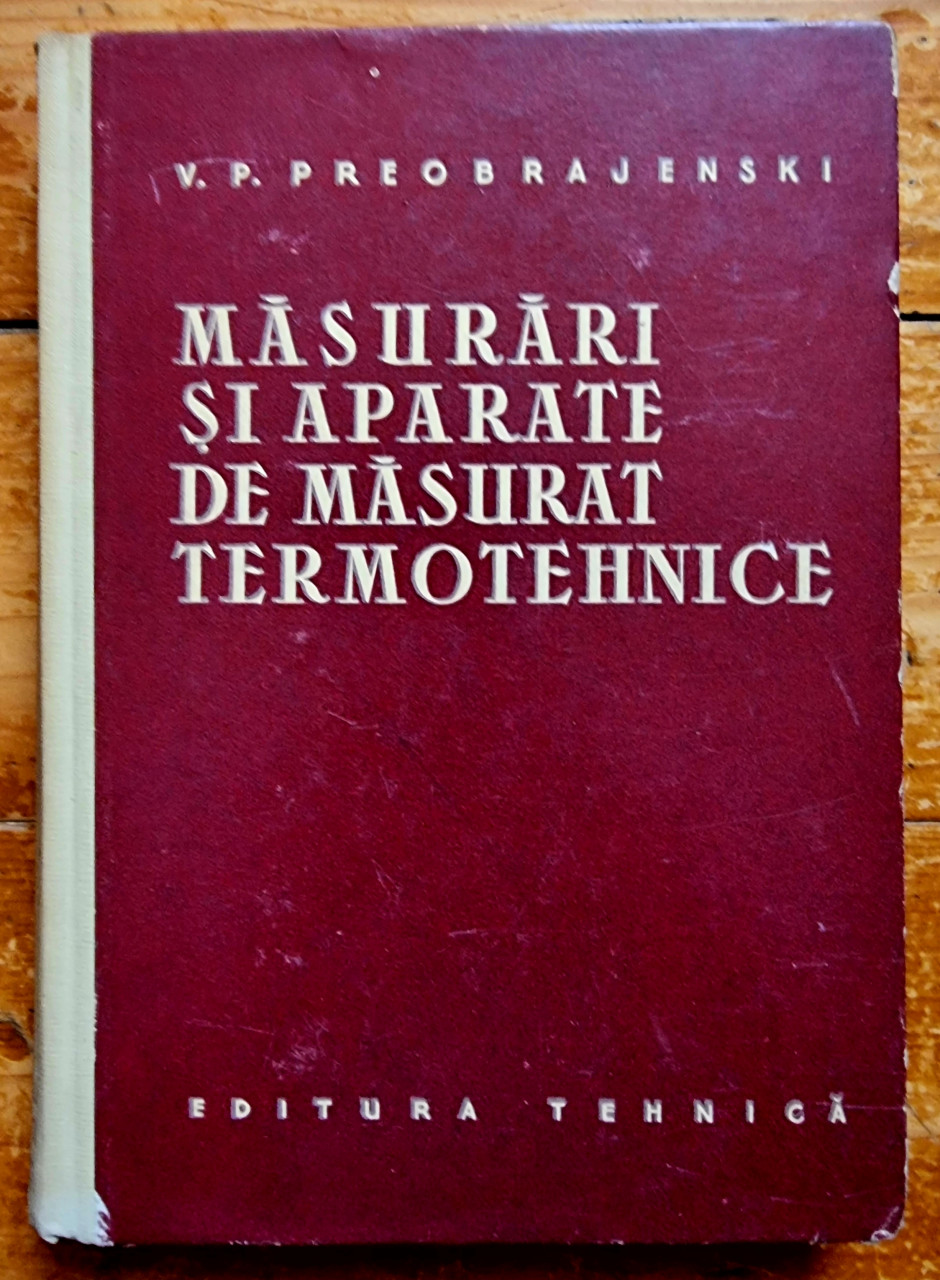 V. P. PREOBRAJENSKI
MĂSURĂRI
ȘI APARATE
DE MĂSURAT
TERMOTEHNICE
EDITURA TEHNICĂ